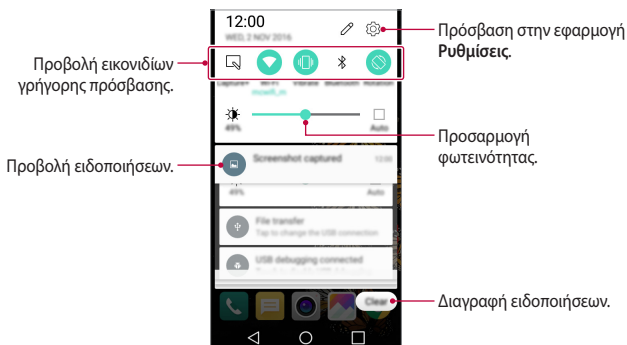 12:00
WED, 2 NOV 2016
Πρόσβαση στην εφαρμογή
Ρυθμίσεις.
Προβολή εικονιδίων
γρήγορης πρόσβασης.
Capture+ Wi-Fi Vibrate Bluetooth Rotation
49% Auto
Προσαρμογή
φωτεινότητας.
Προβολή ειδοποιήσεων.
Screenshot captured 12:00
49% Auto
File transfer
Tap to change the USB connection
USB debugging connected
Clear
Διαγραφή ειδοποιήσεων.